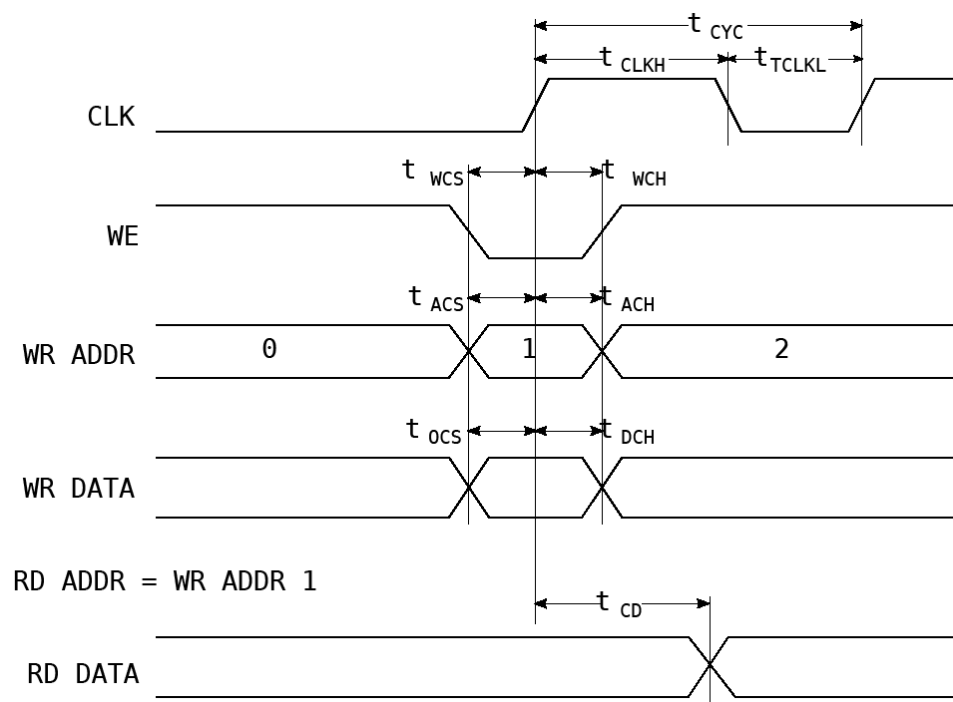 t CYC
t CLKH t TCLKL
CLK
t WCS t WCH
WE
t ACS t ACH
WR ADDR 0 1 2
t OCS t DCH
WR DATA
RD ADDR = WR ADDR 1
t CD
RD DATA